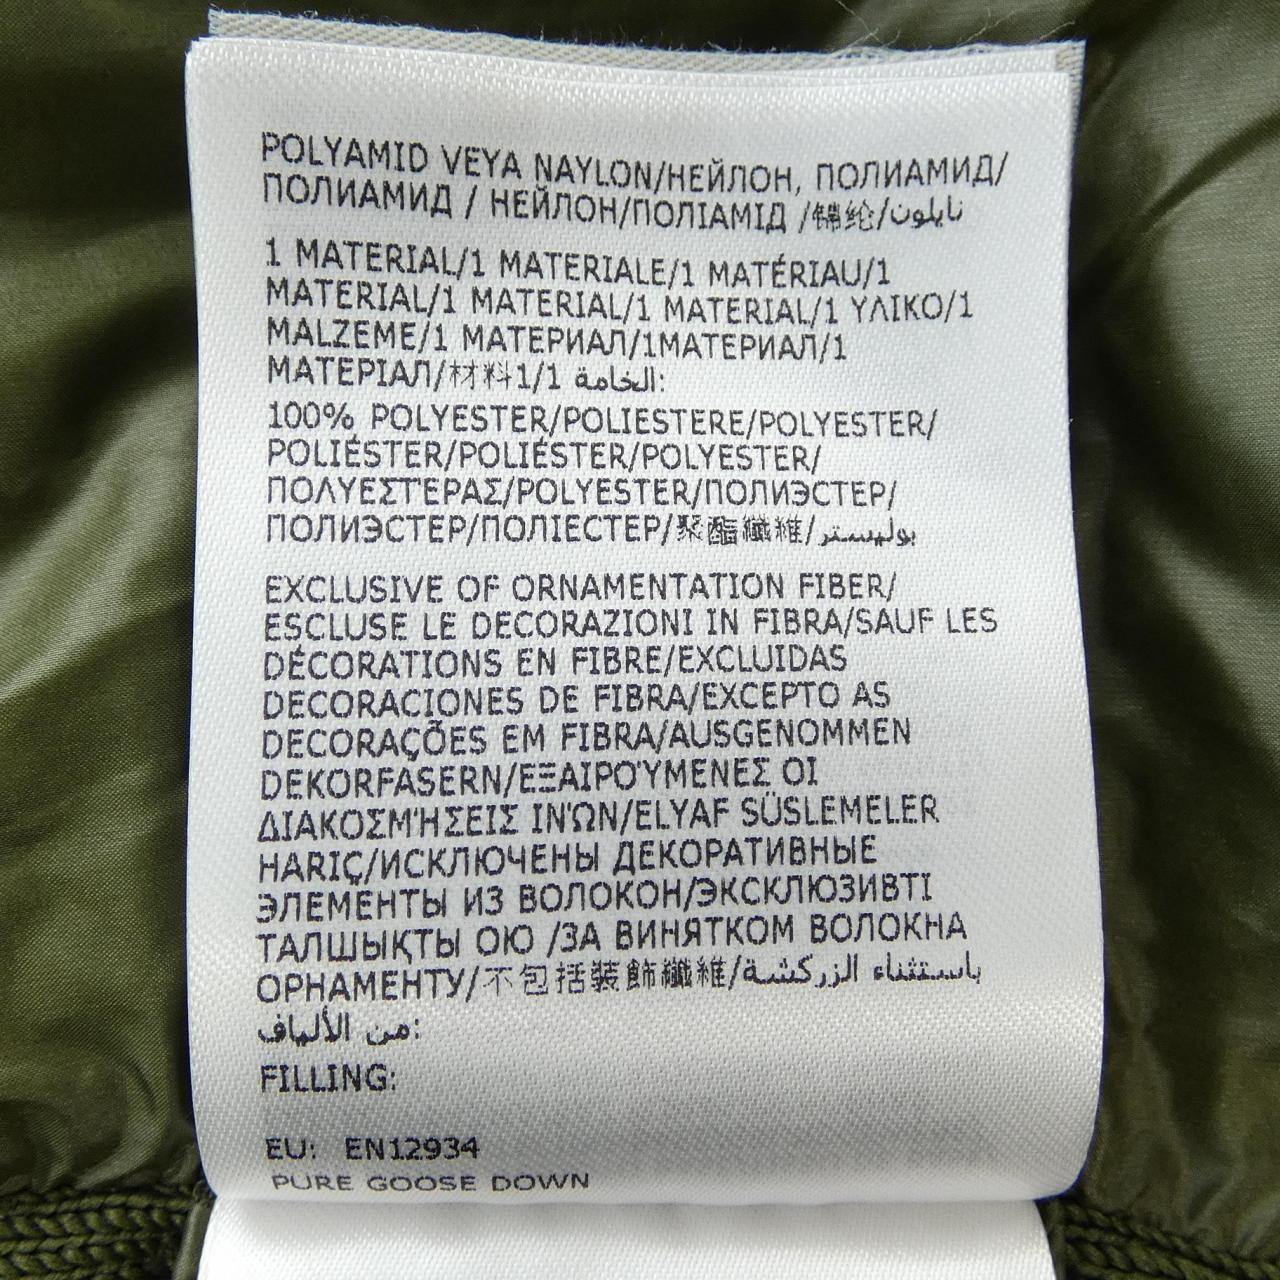 POLYAMID VEYA NAYLON/НЕЙЛОН, ПОЛИАМИД/
ПОЛИАМИД / НЕЙЛОН/ПОЛІАМІД /锦纶/نايلون
1 MATERIAL/1 MATERIALE/1 MATÉRIAU/1
MATERIAL/1 MATERIAL/1 MATERIAL/1 ΥΛΙΚΟ/1
MALZEME/1 МАТЕРИАЛ/1МАТЕРИАЛ/1
МАТЕРІАЛ/材料1/1 الخامة:
100% POLYESTER/POLIESTERE/POLYESTER/
POLIÉSTER/POLIÉSTER/POLYESTER/
ΠΟΛΥΕΣΤΕΡΑΣ/POLYESTER/ПОЛИЭСТЕР/
ПОЛИЭСТЕР/ПОЛІЕСТЕР/聚酯纖維/بوليستر
EXCLUSIVE OF ORNAMENTATION FIBER/
ESCLUSE LE DECORAZIONI IN FIBRA/SAUF LES
DÉCORATIONS EN FIBRE/EXCLUIDAS
DECORACIONES DE FIBRA/EXCEPTO AS
DECORAÇÕES EM FIBRA/AUSGENOMMEN
DEKORFASERN/ΕΞΑΙΡΟΎΜΕΝΕΣ ΟΙ
ΔΙΑΚΟΣΜΉΣΕΙΣ ΙΝΏΝ/ELYAF SÜSLEMELER
HARIÇ/ИСКЛЮЧЕНЫ ДЕКОРАТИВНЫЕ
ЭЛЕМЕНТЫ ИЗ ВОЛОКОН/ЭКСКЛЮЗИВТІ
ТАЛШЫҚТЫ ОЮ /ЗА ВИНЯТКОМ ВОЛОКНА
ОРНАМЕНТУ/不包括裝飾纖維/باستثناء الزركشة
من الألياف:
FILLING:
EU: EN12934
PURE GOOSE DOWN